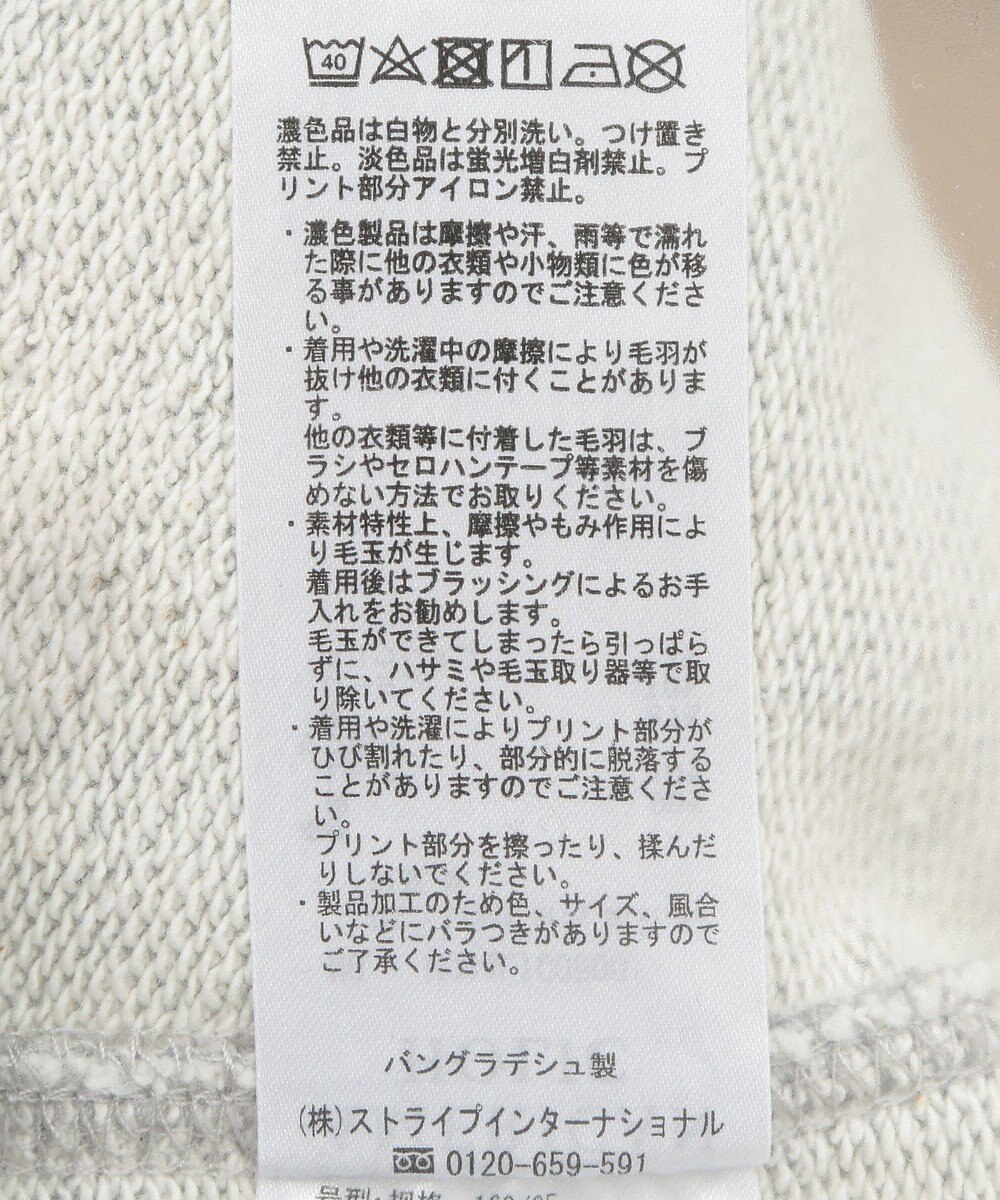 40
濃色品は白物と分別洗い。つけ置き
禁止。淡色品は蛍光増白剤禁止。プ
リント部分アイロン禁止。
・濃色製品は摩擦や汗、雨等で濡れ
た際に他の衣類や小物類に色が移
る事がありますのでご注意くださ
い。
・着用や洗濯中の摩擦により毛羽が
抜け他の衣類に付くことがありま
す。
他の衣類等に付着した毛羽は、ブ
ラシやセロハンテープ等素材を傷
めない方法でお取りください。
・素材特性上、摩擦やもみ作用によ
り毛玉が生じます。
着用後はブラッシングによるお手
入れをお勧めします。
毛玉ができてしまったら引っぱら
ずに、ハサミや毛玉取り器等で取
り除いてください。
・着用や洗濯によりプリント部分が
ひび割れたり、部分的に脱落する
ことがありますのでご注意くださ
い。
プリント部分を擦ったり、揉んだ
りしないでください。
・製品加工のため色、サイズ、風合
いなどにバラつきがありますので
ご了承ください。
バングラデシュ製
(株)ストライプインターナショナル
0120-659-591